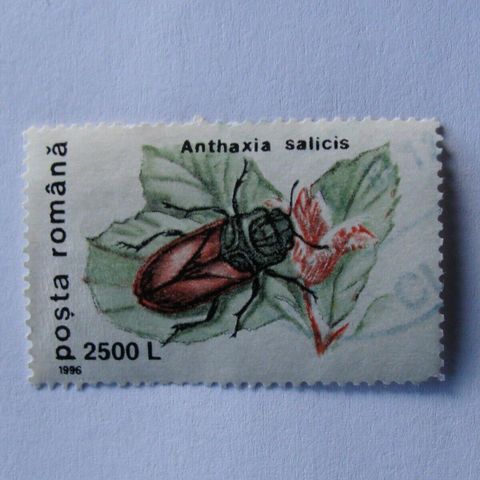 Anthaxia salicis
poșta română
2500 L
1996